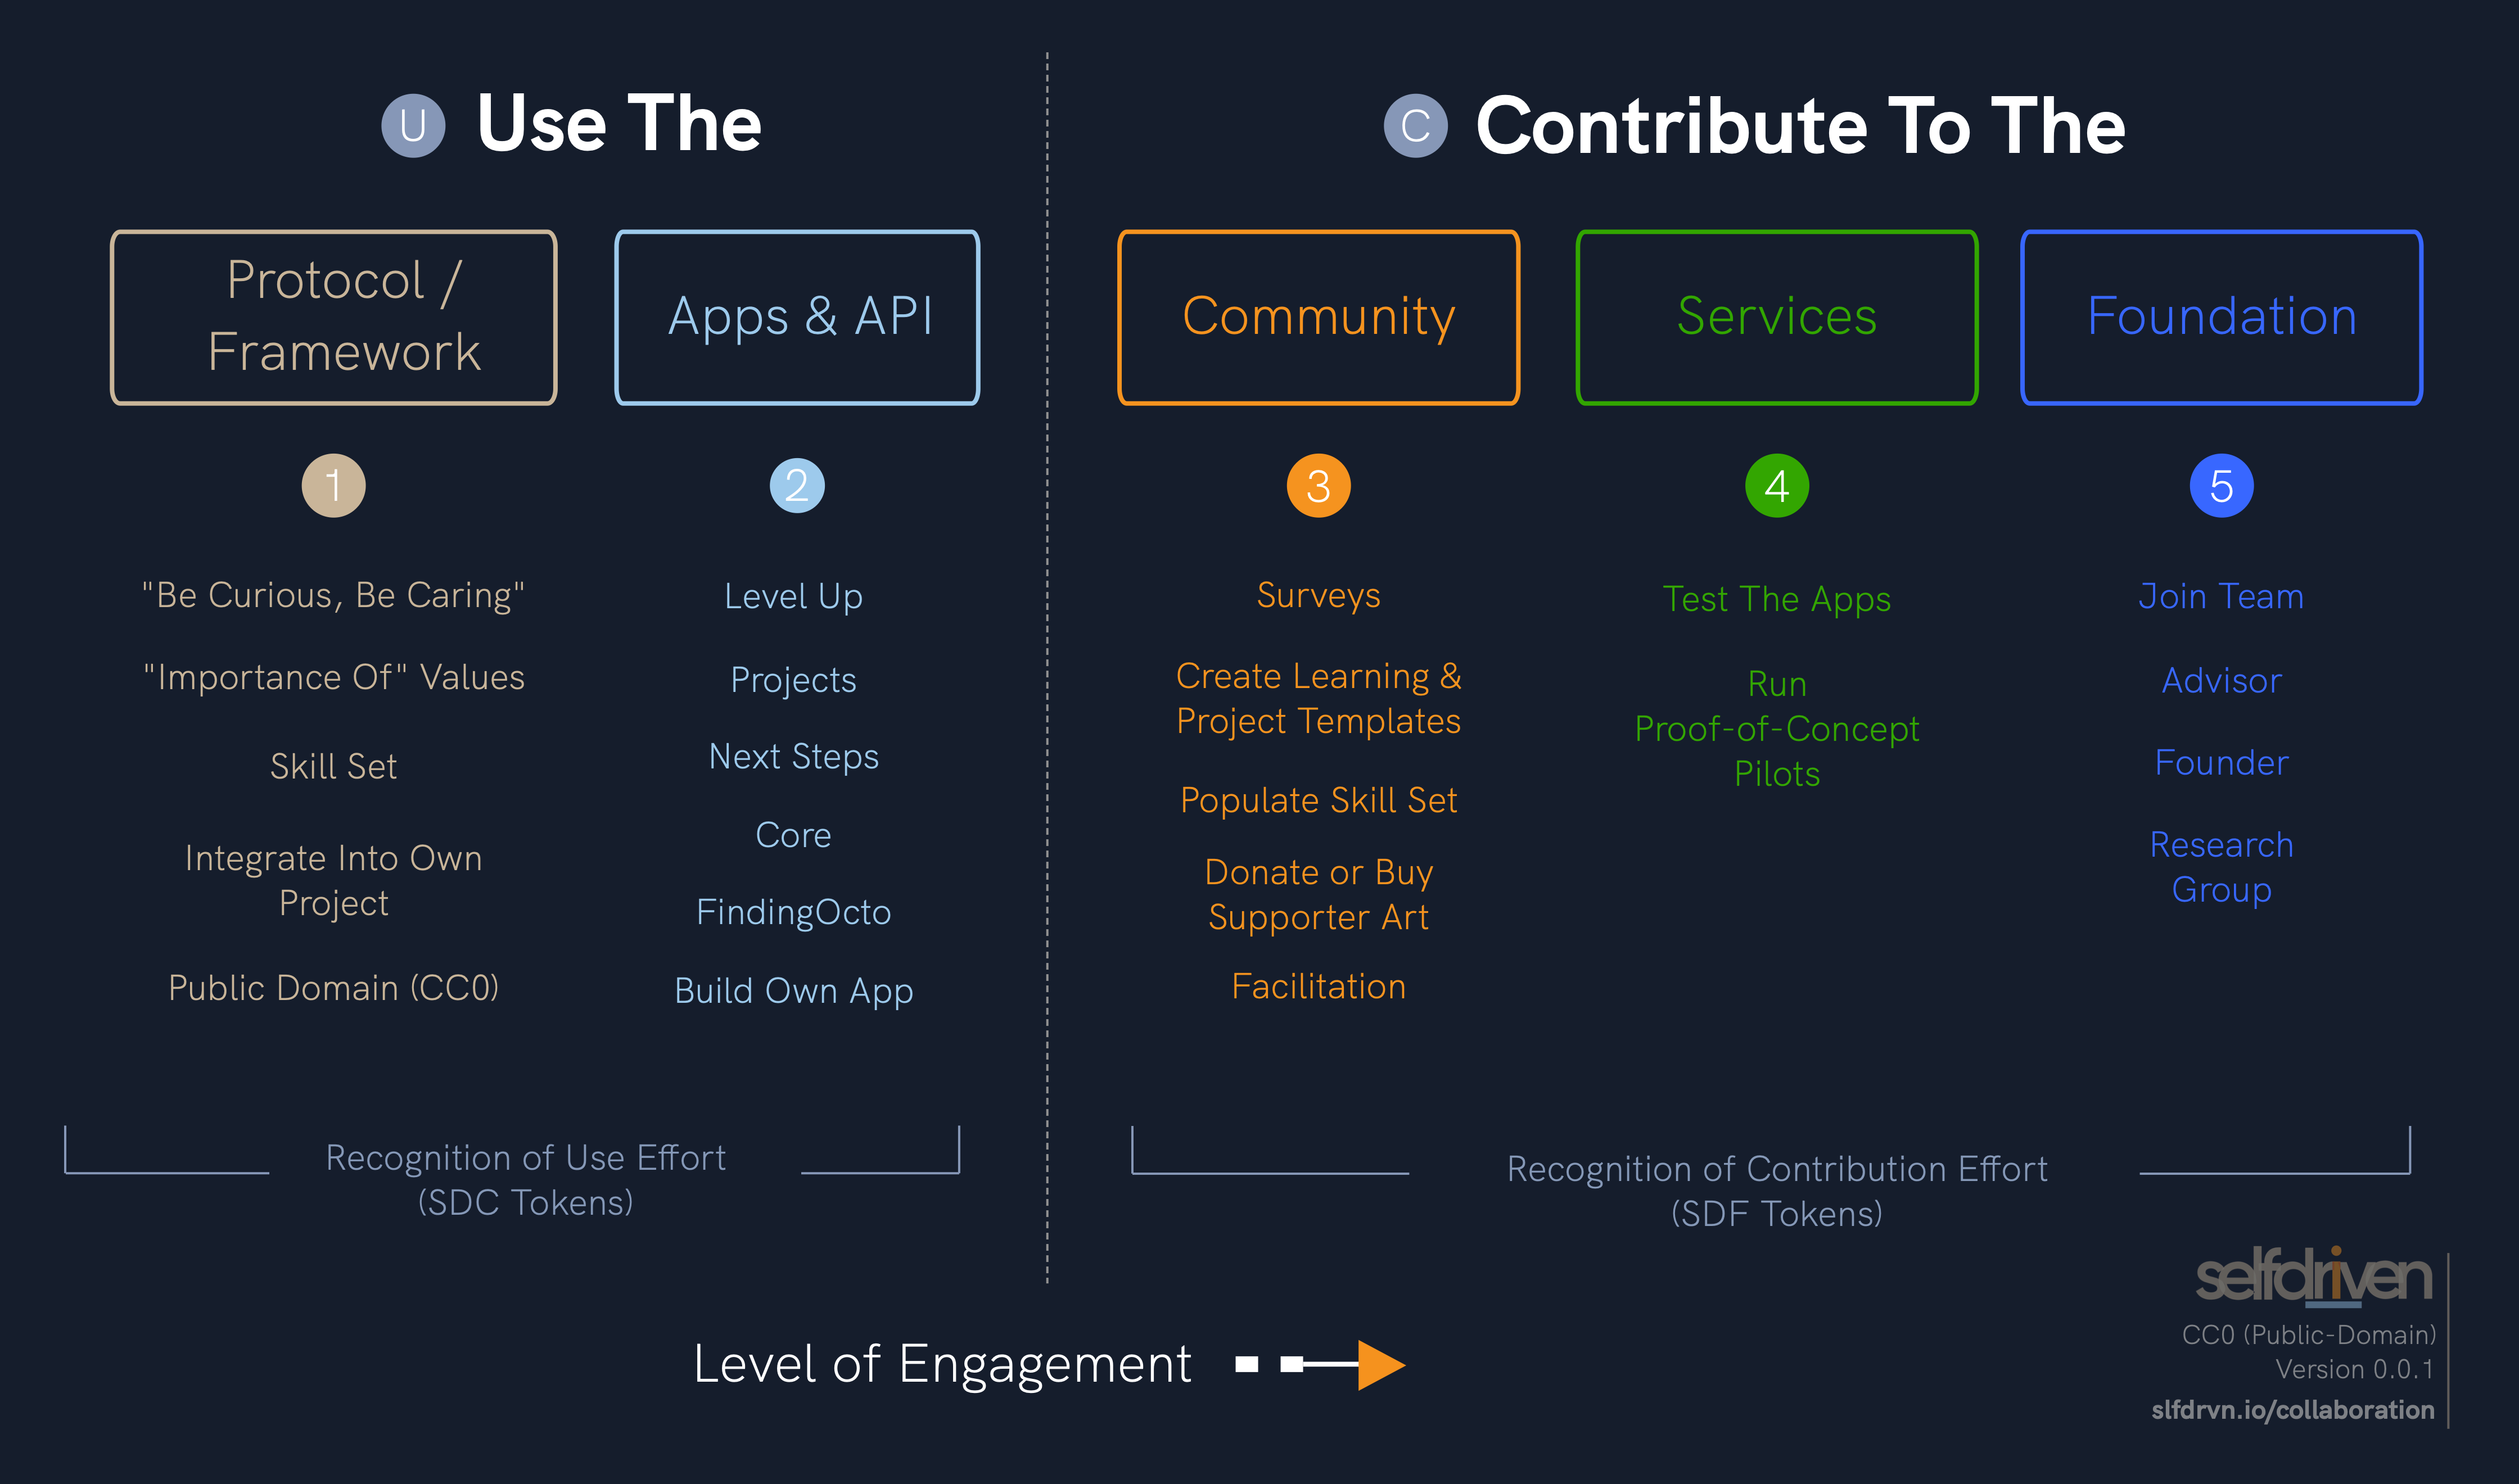 U Use The
C Contribute To The
Protocol /
Framework
Apps & API
Community
Services
Foundation
1
2
3
4
5
"Be Curious, Be Caring"
"Importance Of" Values
Skill Set
Integrate Into Own
Project
Public Domain (CC0)
Level Up
Projects
Next Steps
Core
FindingOcto
Build Own App
Surveys
Create Learning &
Project Templates
Populate Skill Set
Donate or Buy
Supporter Art
Facilitation
Test The Apps
Run
Proof-of-Concept
Pilots
Join Team
Advisor
Founder
Research
Group
Recognition of Use Effort
(SDC Tokens)
Recognition of Contribution Effort
(SDF Tokens)
Level of Engagement
selfdriven
CC0 (Public-Domain)
Version 0.0.1
slfdrvn.io/collaboration